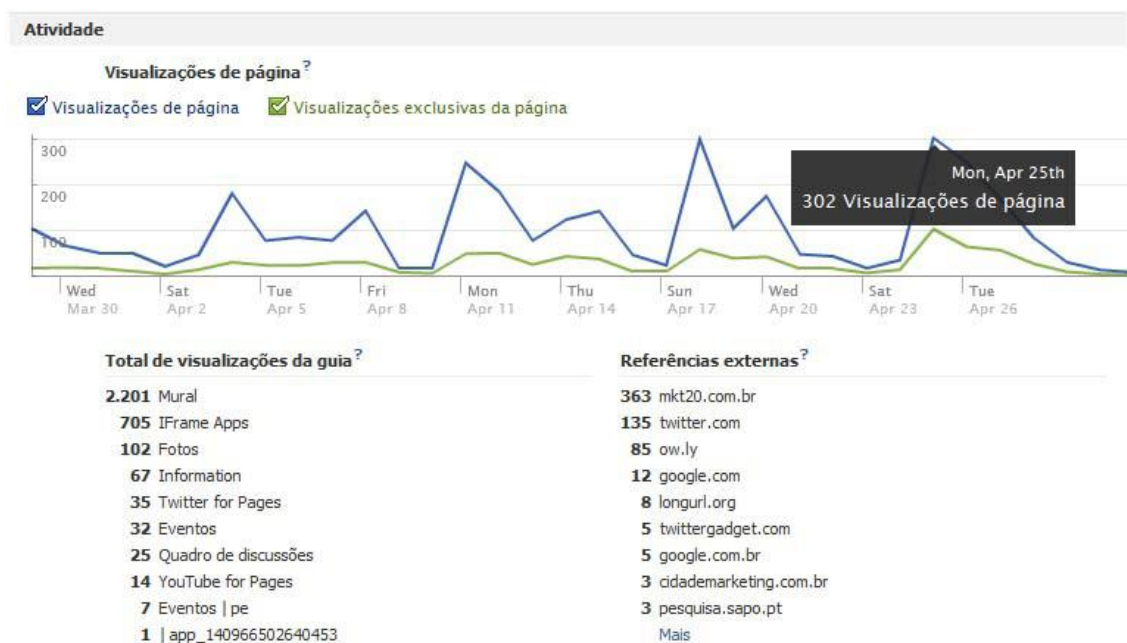 Atividade
Visualizações de página?
Visualizações de página Visualizações exclusivas da página
300
200
100
Mon, Apr 25th
302 Visualizações de página
Wed Sat Tue Fri Mon Thu Sun Wed Sat Tue
Mar 30 Apr 2 Apr 5 Apr 8 Apr 11 Apr 14 Apr 17 Apr 20 Apr 23 Apr 26
Total de visualizações da guia?
2.201 Mural
705 IFrame Apps
102 Fotos
67 Information
35 Twitter for Pages
32 Eventos
25 Quadro de discussões
14 YouTube for Pages
7 Eventos | pe
1 | app_140966502640453
Referências externas?
363 mkt20.com.br
135 twitter.com
85 ow.ly
12 google.com
8 longurl.org
5 twittergadget.com
5 google.com.br
3 cidademarketing.com.br
3 pesquisa.sapo.pt
Mais